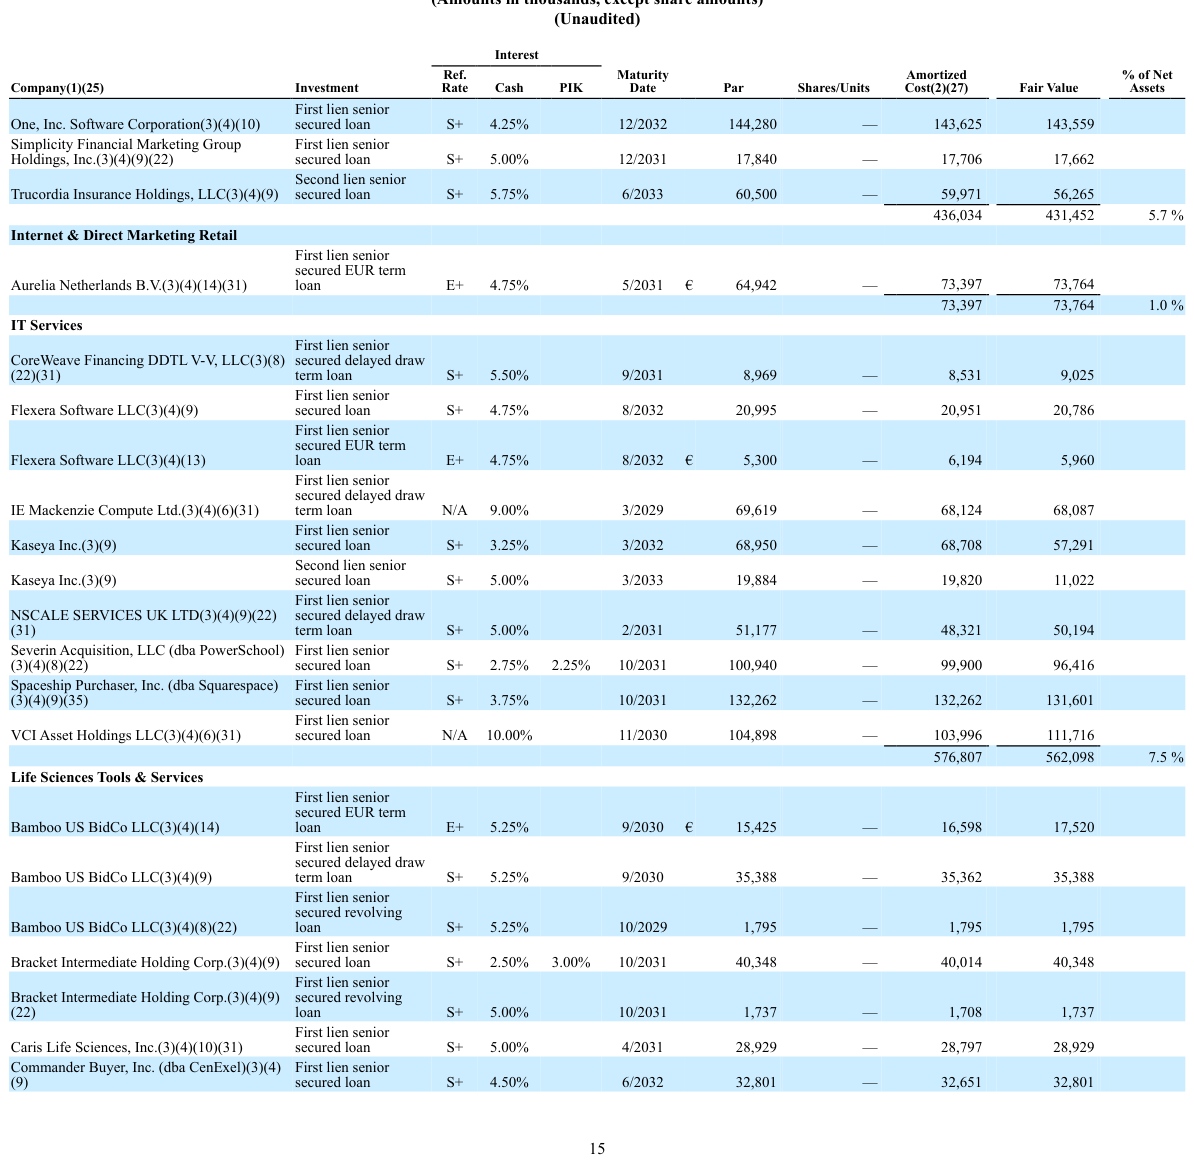 (Amounts in thousands, except share amounts)
(Unaudited)
Interest
Company(1)(25) Investment Ref. Rate Cash PIK Maturity Date Par Shares/Units Amortized Cost(2)(27) Fair Value % of Net Assets
One, Inc. Software Corporation(3)(4)(10) First lien senior secured loan S+ 4.25% 12/2032 144,280 — 143,625 143,559
Simplicity Financial Marketing Group Holdings, Inc.(3)(4)(9)(22) First lien senior secured loan S+ 5.00% 12/2031 17,840 — 17,706 17,662
Trucordia Insurance Holdings, LLC(3)(4)(9) Second lien senior secured loan S+ 5.75% 6/2033 60,500 — 59,971 56,265
436,034 431,452 5.7 %
Internet & Direct Marketing Retail
Aurelia Netherlands B.V.(3)(4)(14)(31) First lien senior secured EUR term loan E+ 4.75% 5/2031 € 64,942 — 73,397 73,764
73,397 73,764 1.0 %
IT Services
CoreWeave Financing DDTL V-V, LLC(3)(8)(22)(31) First lien senior secured delayed draw term loan S+ 5.50% 9/2031 8,969 — 8,531 9,025
Flexera Software LLC(3)(4)(9) First lien senior secured loan S+ 4.75% 8/2032 20,995 — 20,951 20,786
Flexera Software LLC(3)(4)(13) First lien senior secured EUR term loan E+ 4.75% 8/2032 € 5,300 — 6,194 5,960
IE Mackenzie Compute Ltd.(3)(4)(6)(31) First lien senior secured delayed draw term loan N/A 9.00% 3/2029 69,619 — 68,124 68,087
Kaseya Inc.(3)(9) First lien senior secured loan S+ 3.25% 3/2032 68,950 — 68,708 57,291
Kaseya Inc.(3)(9) Second lien senior secured loan S+ 5.00% 3/2033 19,884 — 19,820 11,022
NSCALE SERVICES UK LTD(3)(4)(9)(22)(31) First lien senior secured delayed draw term loan S+ 5.00% 2/2031 51,177 — 48,321 50,194
Severin Acquisition, LLC (dba PowerSchool)(3)(4)(8)(22) First lien senior secured loan S+ 2.75% 2.25% 10/2031 100,940 — 99,900 96,416
Spaceship Purchaser, Inc. (dba Squarespace)(3)(4)(9)(35) First lien senior secured loan S+ 3.75% 10/2031 132,262 — 132,262 131,601
VCI Asset Holdings LLC(3)(4)(6)(31) First lien senior secured loan N/A 10.00% 11/2030 104,898 — 103,996 111,716
576,807 562,098 7.5 %
Life Sciences Tools & Services
Bamboo US BidCo LLC(3)(4)(14) First lien senior secured EUR term loan E+ 5.25% 9/2030 € 15,425 — 16,598 17,520
Bamboo US BidCo LLC(3)(4)(9) First lien senior secured delayed draw term loan S+ 5.25% 9/2030 35,388 — 35,362 35,388
Bamboo US BidCo LLC(3)(4)(8)(22) First lien senior secured revolving loan S+ 5.25% 10/2029 1,795 — 1,795 1,795
Bracket Intermediate Holding Corp.(3)(4)(9) First lien senior secured loan S+ 2.50% 3.00% 10/2031 40,348 — 40,014 40,348
Bracket Intermediate Holding Corp.(3)(4)(9)(22) First lien senior secured revolving loan S+ 5.00% 10/2031 1,737 — 1,708 1,737
Caris Life Sciences, Inc.(3)(4)(10)(31) First lien senior secured loan S+ 5.00% 4/2031 28,929 — 28,797 28,929
Commander Buyer, Inc. (dba CenExel)(3)(4)(9) First lien senior secured loan S+ 4.50% 6/2032 32,801 — 32,651 32,801
15